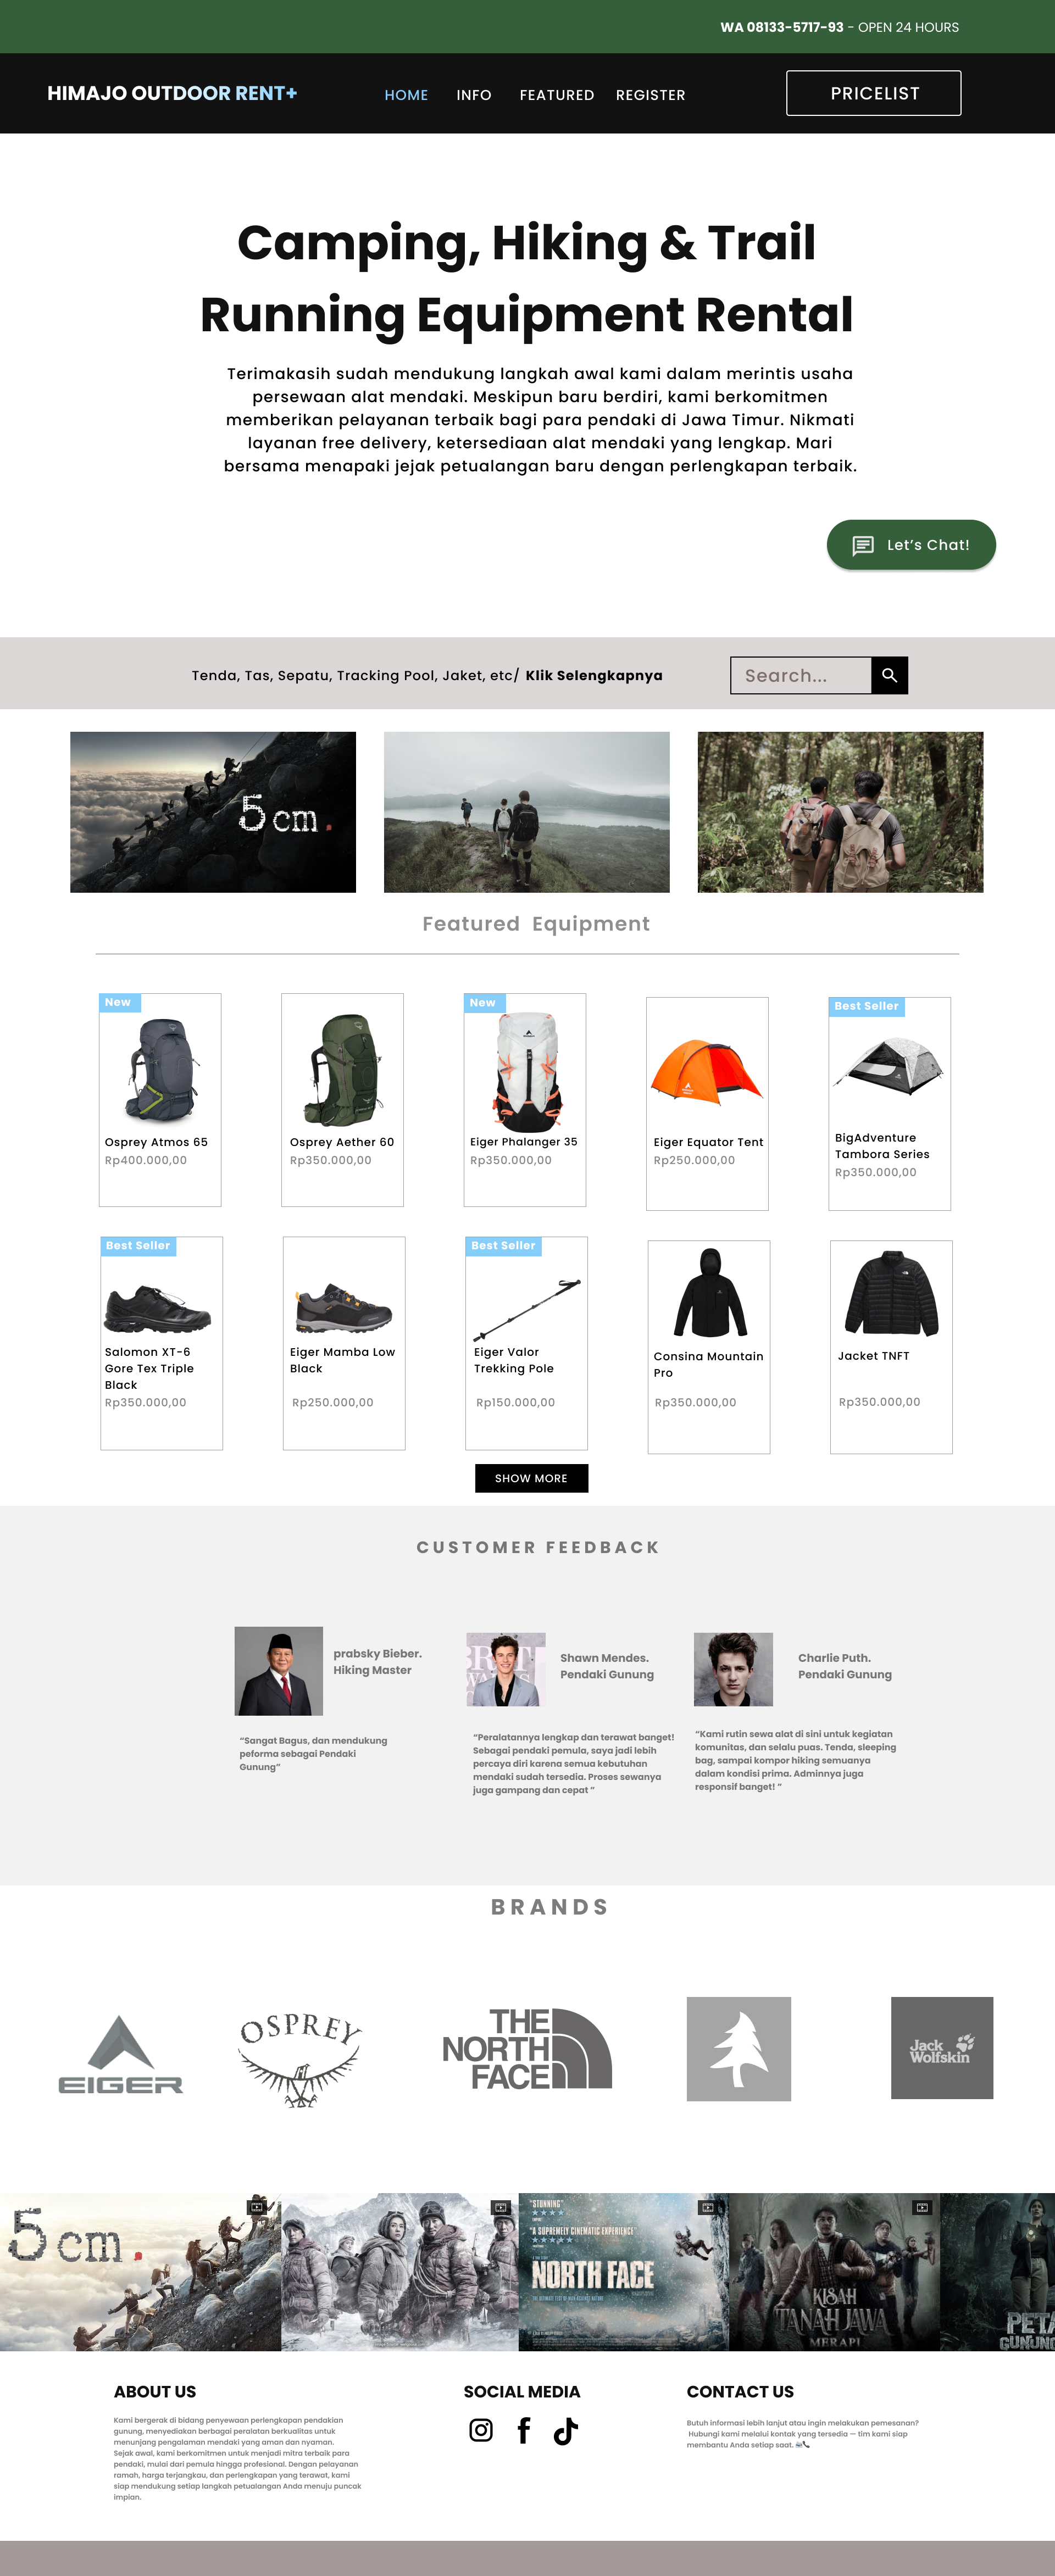 WA 08133-5717-93 - OPEN 24 HOURS
HIMAJO OUTDOOR RENT+
HOME INFO FEATURED REGISTER
PRICELIST
Camping, Hiking & Trail
Running Equipment Rental
Terimakasih sudah mendukung langkah awal kami dalam merintis usaha
persewaan alat mendaki. Meskipun baru berdiri, kami berkomitmen
memberikan pelayanan terbaik bagi para pendaki di Jawa Timur. Nikmati
layanan free delivery, ketersediaan alat mendaki yang lengkap. Mari
bersama menapaki jejak petualangan baru dengan perlengkapan terbaik.
Let's Chat!
Tenda, Tas, Sepatu, Tracking Pool, Jaket, etc/ Klik Selengkapnya
Search...
5 cm.
Featured Equipment
New
Osprey Atmos 65
Rp400.000,00
Osprey Aether 60
Rp350.000,00
New
Eiger Phalanger 35
Rp350.000,00
Eiger Equator Tent
Rp250.000,00
Best Seller
BigAdventure
Tambora Series
Rp350.000,00
Best Seller
Salomon XT-6
Gore Tex Triple
Black
Rp350.000,00
Eiger Mamba Low
Black
Rp250.000,00
Best Seller
Eiger Valor
Trekking Pole
Rp150.000,00
Consina Mountain
Pro
Rp350.000,00
Jacket TNFT
Rp350.000,00
SHOW MORE
CUSTOMER FEEDBACK
prabsky Bieber.
Hiking Master
“Sangat Bagus, dan mendukung
peforma sebagai Pendaki
Gunung”
Shawn Mendes.
Pendaki Gunung
“Peralatannya lengkap dan terawat banget!
Sebagai pendaki pemula, saya jadi lebih
percaya diri karena semua kebutuhan
mendaki sudah tersedia. Proses sewanya
juga gampang dan cepat “
Charlie Puth.
Pendaki Gunung
“Kami rutin sewa alat di sini untuk kegiatan
komunitas, dan selalu puas. Tenda, sleeping
bag, sampai kompor hiking semuanya
dalam kondisi prima. Adminnya juga
responsif banget! “
BRANDS
EIGER
OSPREY
THE
NORTH
FACE
Jack
Wolfskin
5 cm.
"STUNNING"
"A SUPREMELY CINEMATIC EXPERIENCE"
NORTH FACE
KISAH
TANAH JAWA
MERAPI
PETA
GUNUNG
ABOUT US
Kami bergerak di bidang penyewaan perlengkapan pendakian
gunung, menyediakan berbagai peralatan berkualitas untuk
menunjang pengalaman mendaki yang aman dan nyaman.
Sejak awal, kami berkomitmen untuk menjadi mitra terbaik para
pendaki, mulai dari pemula hingga profesional. Dengan pelayanan
ramah, harga terjangkau, dan perlengkapan yang terawat, kami
siap mendukung setiap langkah petualangan Anda menuju puncak
impian.
SOCIAL MEDIA
CONTACT US
Butuh informasi lebih lanjut atau ingin melakukan pemesanan?
Hubungi kami melalui kontak yang tersedia — tim kami siap
membantu Anda setiap saat.